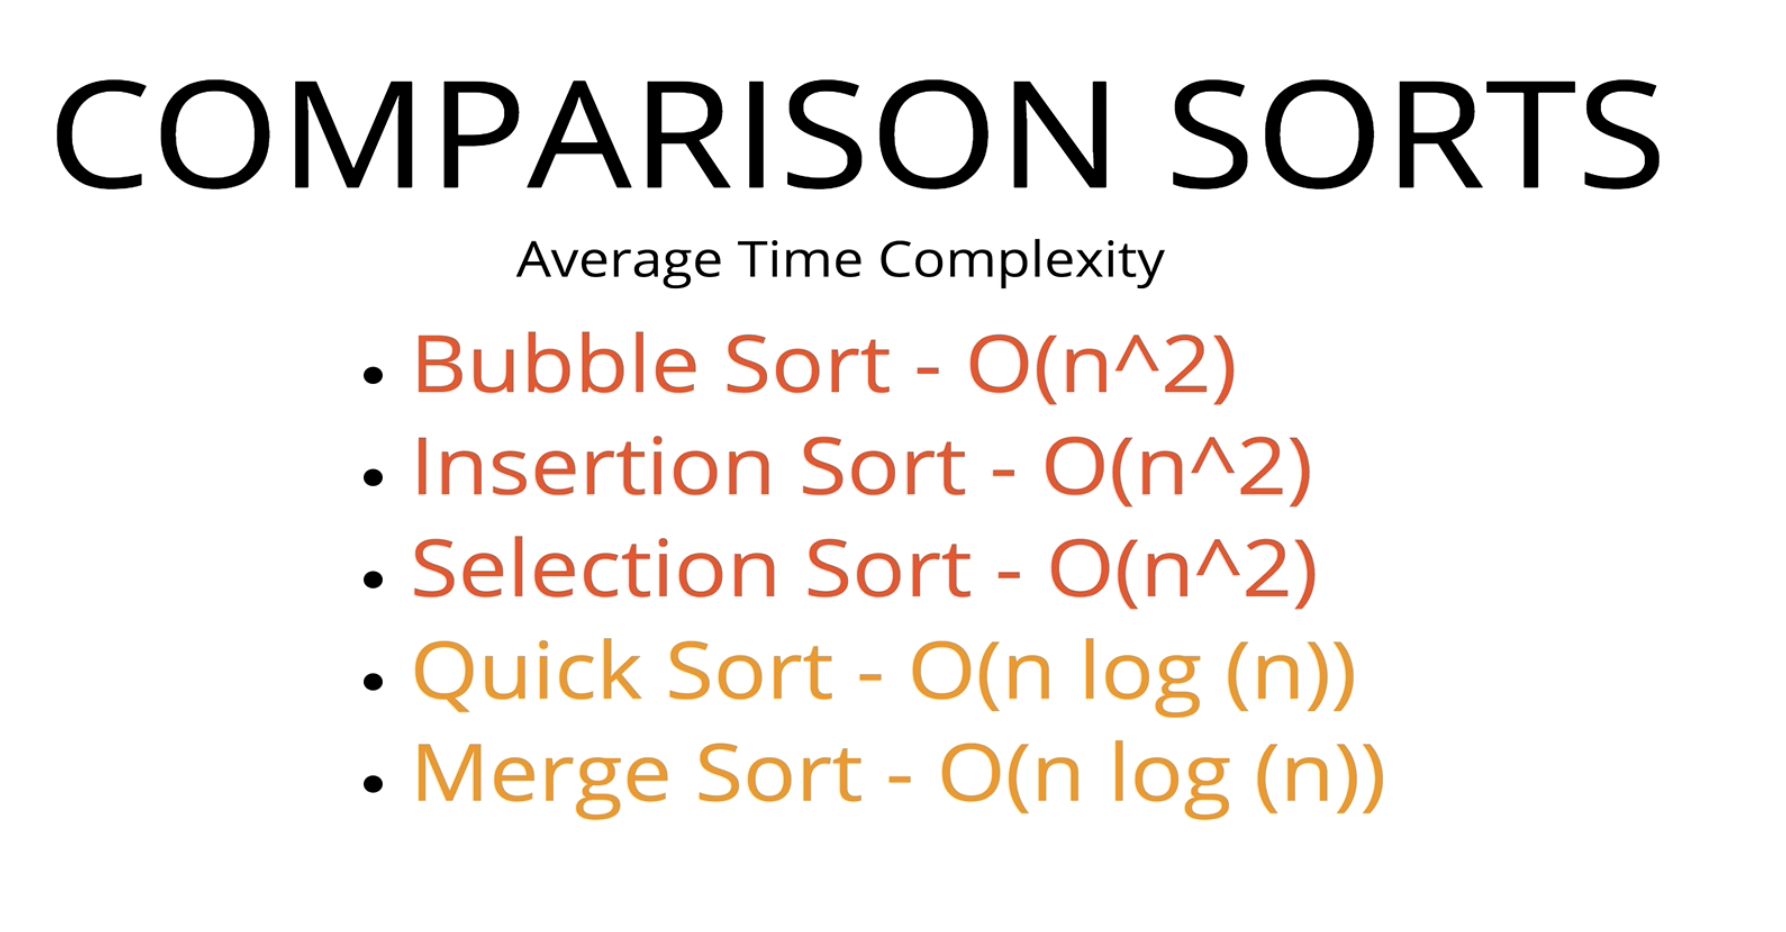 COMPARISON SORTS
Average Time Complexity
• Bubble Sort - O(n^2)
• Insertion Sort - O(n^2)
• Selection Sort - O(n^2)
• Quick Sort - O(n log (n))
• Merge Sort - O(n log (n))